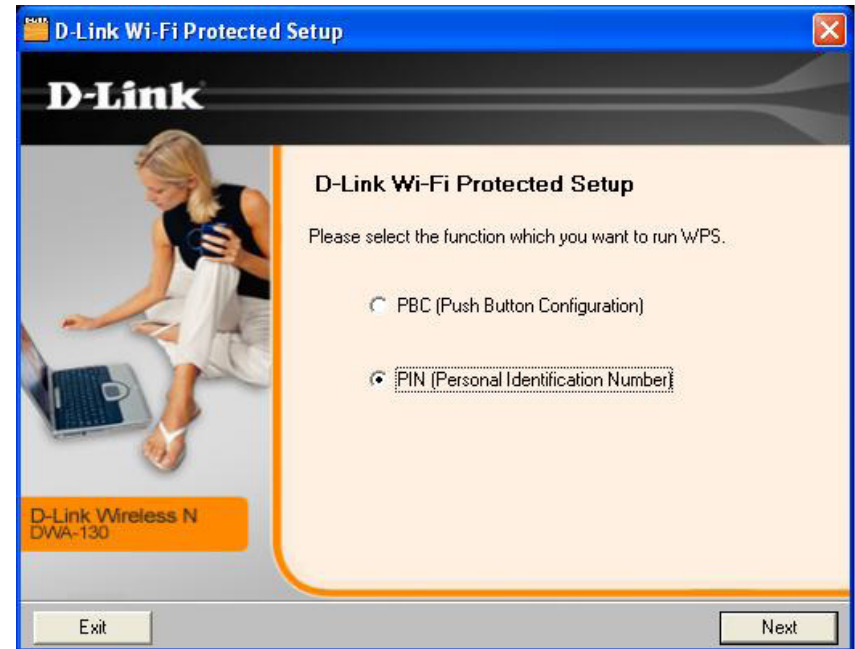 D-Link Wi-Fi Protected Setup
D-Link
D-Link Wi-Fi Protected Setup
Please select the function which you want to run WPS.
PBC (Push Button Configuration)
PIN (Personal Identification Number)
D-Link Wireless N
DWA-130
Exit
Next